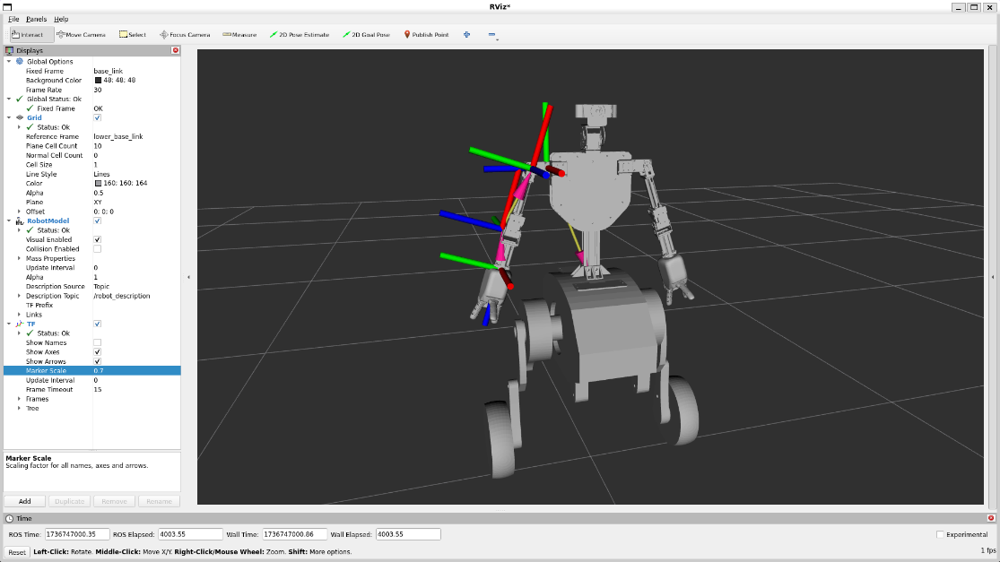 RViz*
File Panels Help
Interact Move Camera Select Focus Camera Measure 2D Pose Estimate 2D Goal Pose Publish Point
Displays
Global Options
Fixed Frame base_link
Background Color 48; 48; 48
Frame Rate 30
Global Status: Ok
Fixed Frame OK
Grid
Status: Ok
Reference Frame lower_base_link
Plane Cell Count 10
Normal Cell Count 0
Cell Size 1
Line Style Lines
Color 160; 160; 164
Alpha 0.5
Plane XY
Offset 0; 0; 0
RobotModel
Status: Ok
Visual Enabled
Collision Enabled
Mass Properties
Update Interval 0
Alpha 1
Description Source Topic
Description Topic /robot_description
TF Prefix
Links
TF
Status: Ok
Show Names
Show Axes
Show Arrows
Marker Scale 0.7
Update Interval 0
Frame Timeout 15
Frames
Tree
Marker Scale
Scaling factor for all names, axes and arrows.
Add Duplicate Remove Rename
Time
ROS Time: 1736747000.35 ROS Elapsed: 4003.55 Wall Time: 1736747000.86 Wall Elapsed: 4003.55 Experimental
Reset Left-Click: Rotate. Middle-Click: Move X/Y. Right-Click/Mouse Wheel: Zoom. Shift: More options. 1 fps